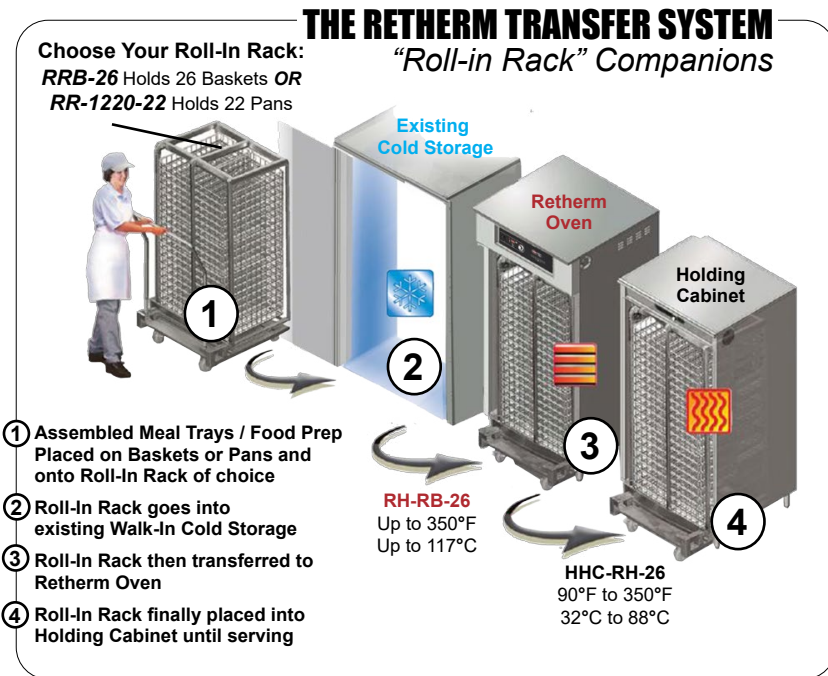 THE RETHERM TRANSFER SYSTEM
“Roll-in Rack” Companions
Choose Your Roll-In Rack:
RRB-26 Holds 26 Baskets OR
RR-1220-22 Holds 22 Pans
Existing
Cold Storage
Retherm
Oven
Holding
Cabinet
1
2
3
4
1 Assembled Meal Trays / Food Prep
Placed on Baskets or Pans and
onto Roll-In Rack of choice
2 Roll-In Rack goes into
existing Walk-In Cold Storage
3 Roll-In Rack then transferred to
Retherm Oven
4 Roll-In Rack finally placed into
Holding Cabinet until serving
RH-RB-26
Up to 350°F
Up to 117°C
HHC-RH-26
90°F to 350°F
32°C to 88°C